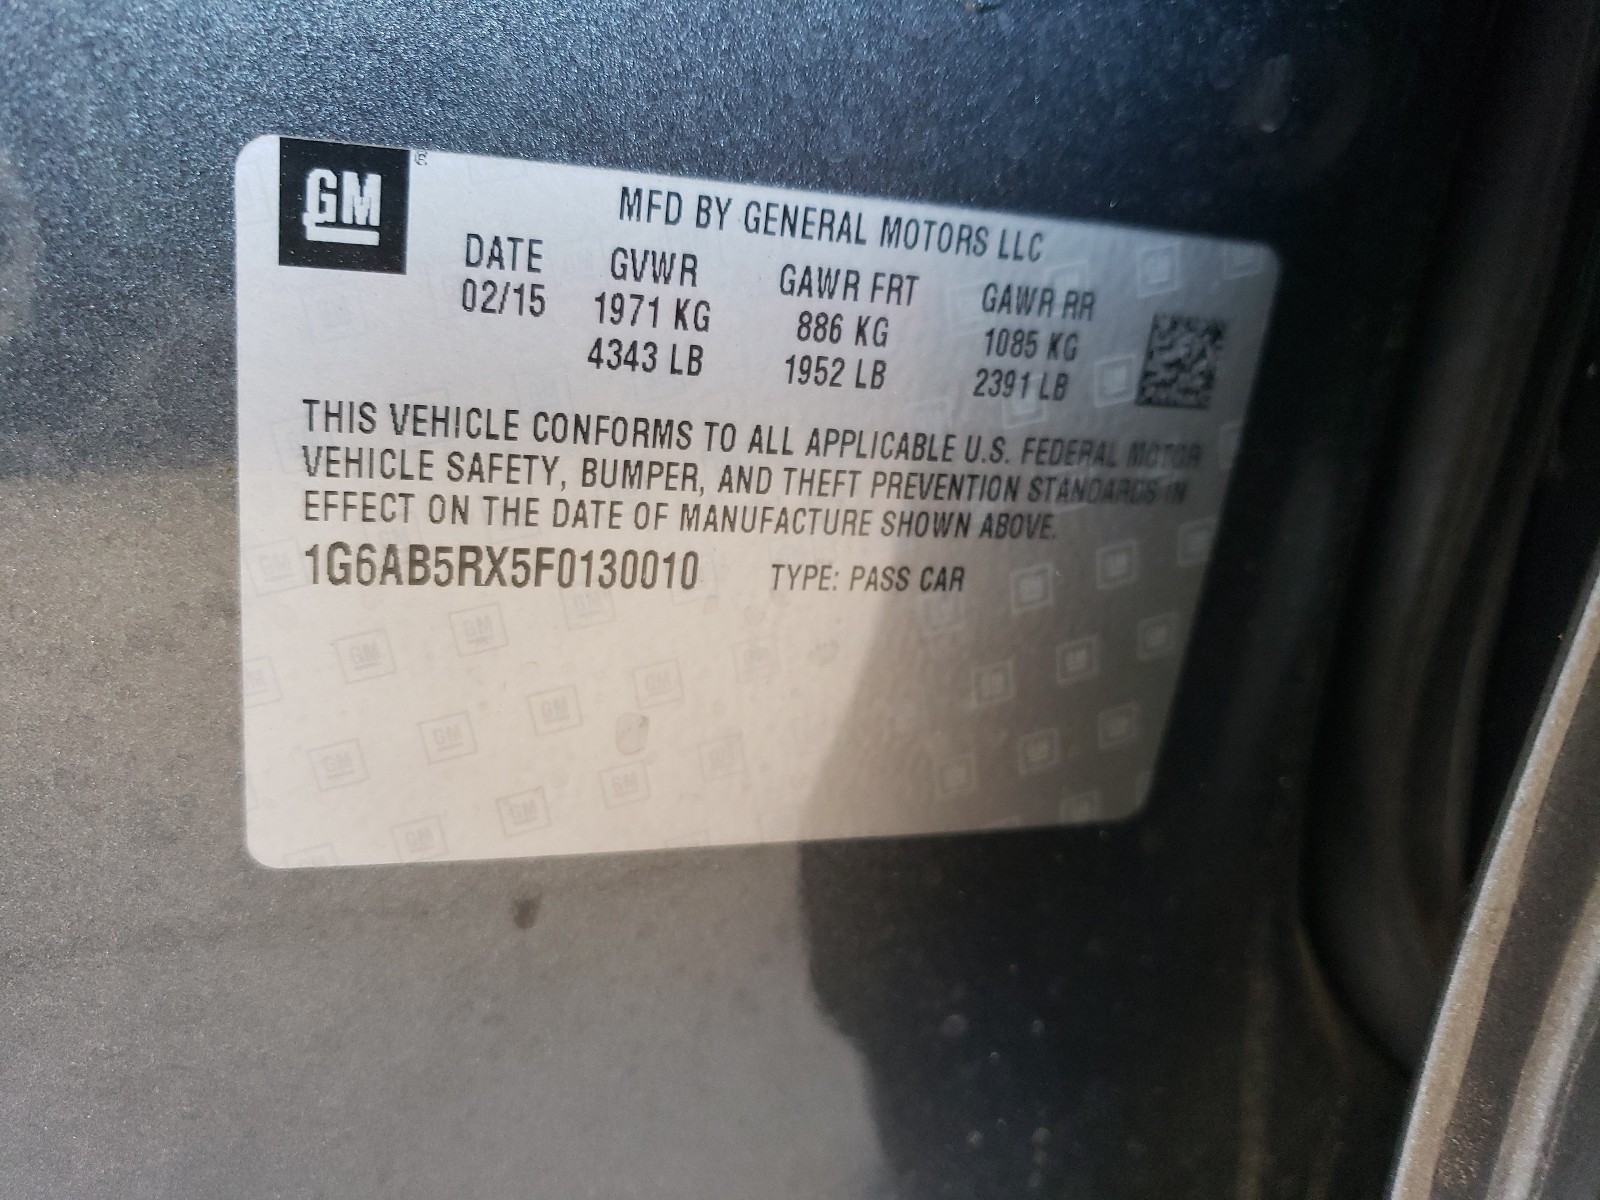 GM
MFD BY GENERAL MOTORS LLC
DATE GVWR GAWR FRT GAWR RR
02/15 1971 KG 886 KG 1085 KG
4343 LB 1952 LB 2391 LB
THIS VEHICLE CONFORMS TO ALL APPLICABLE U.S. FEDERAL MOTOR
VEHICLE SAFETY, BUMPER, AND THEFT PREVENTION STANDARDS IN
EFFECT ON THE DATE OF MANUFACTURE SHOWN ABOVE.
1G6AB5RX5F0130010 TYPE: PASS CAR